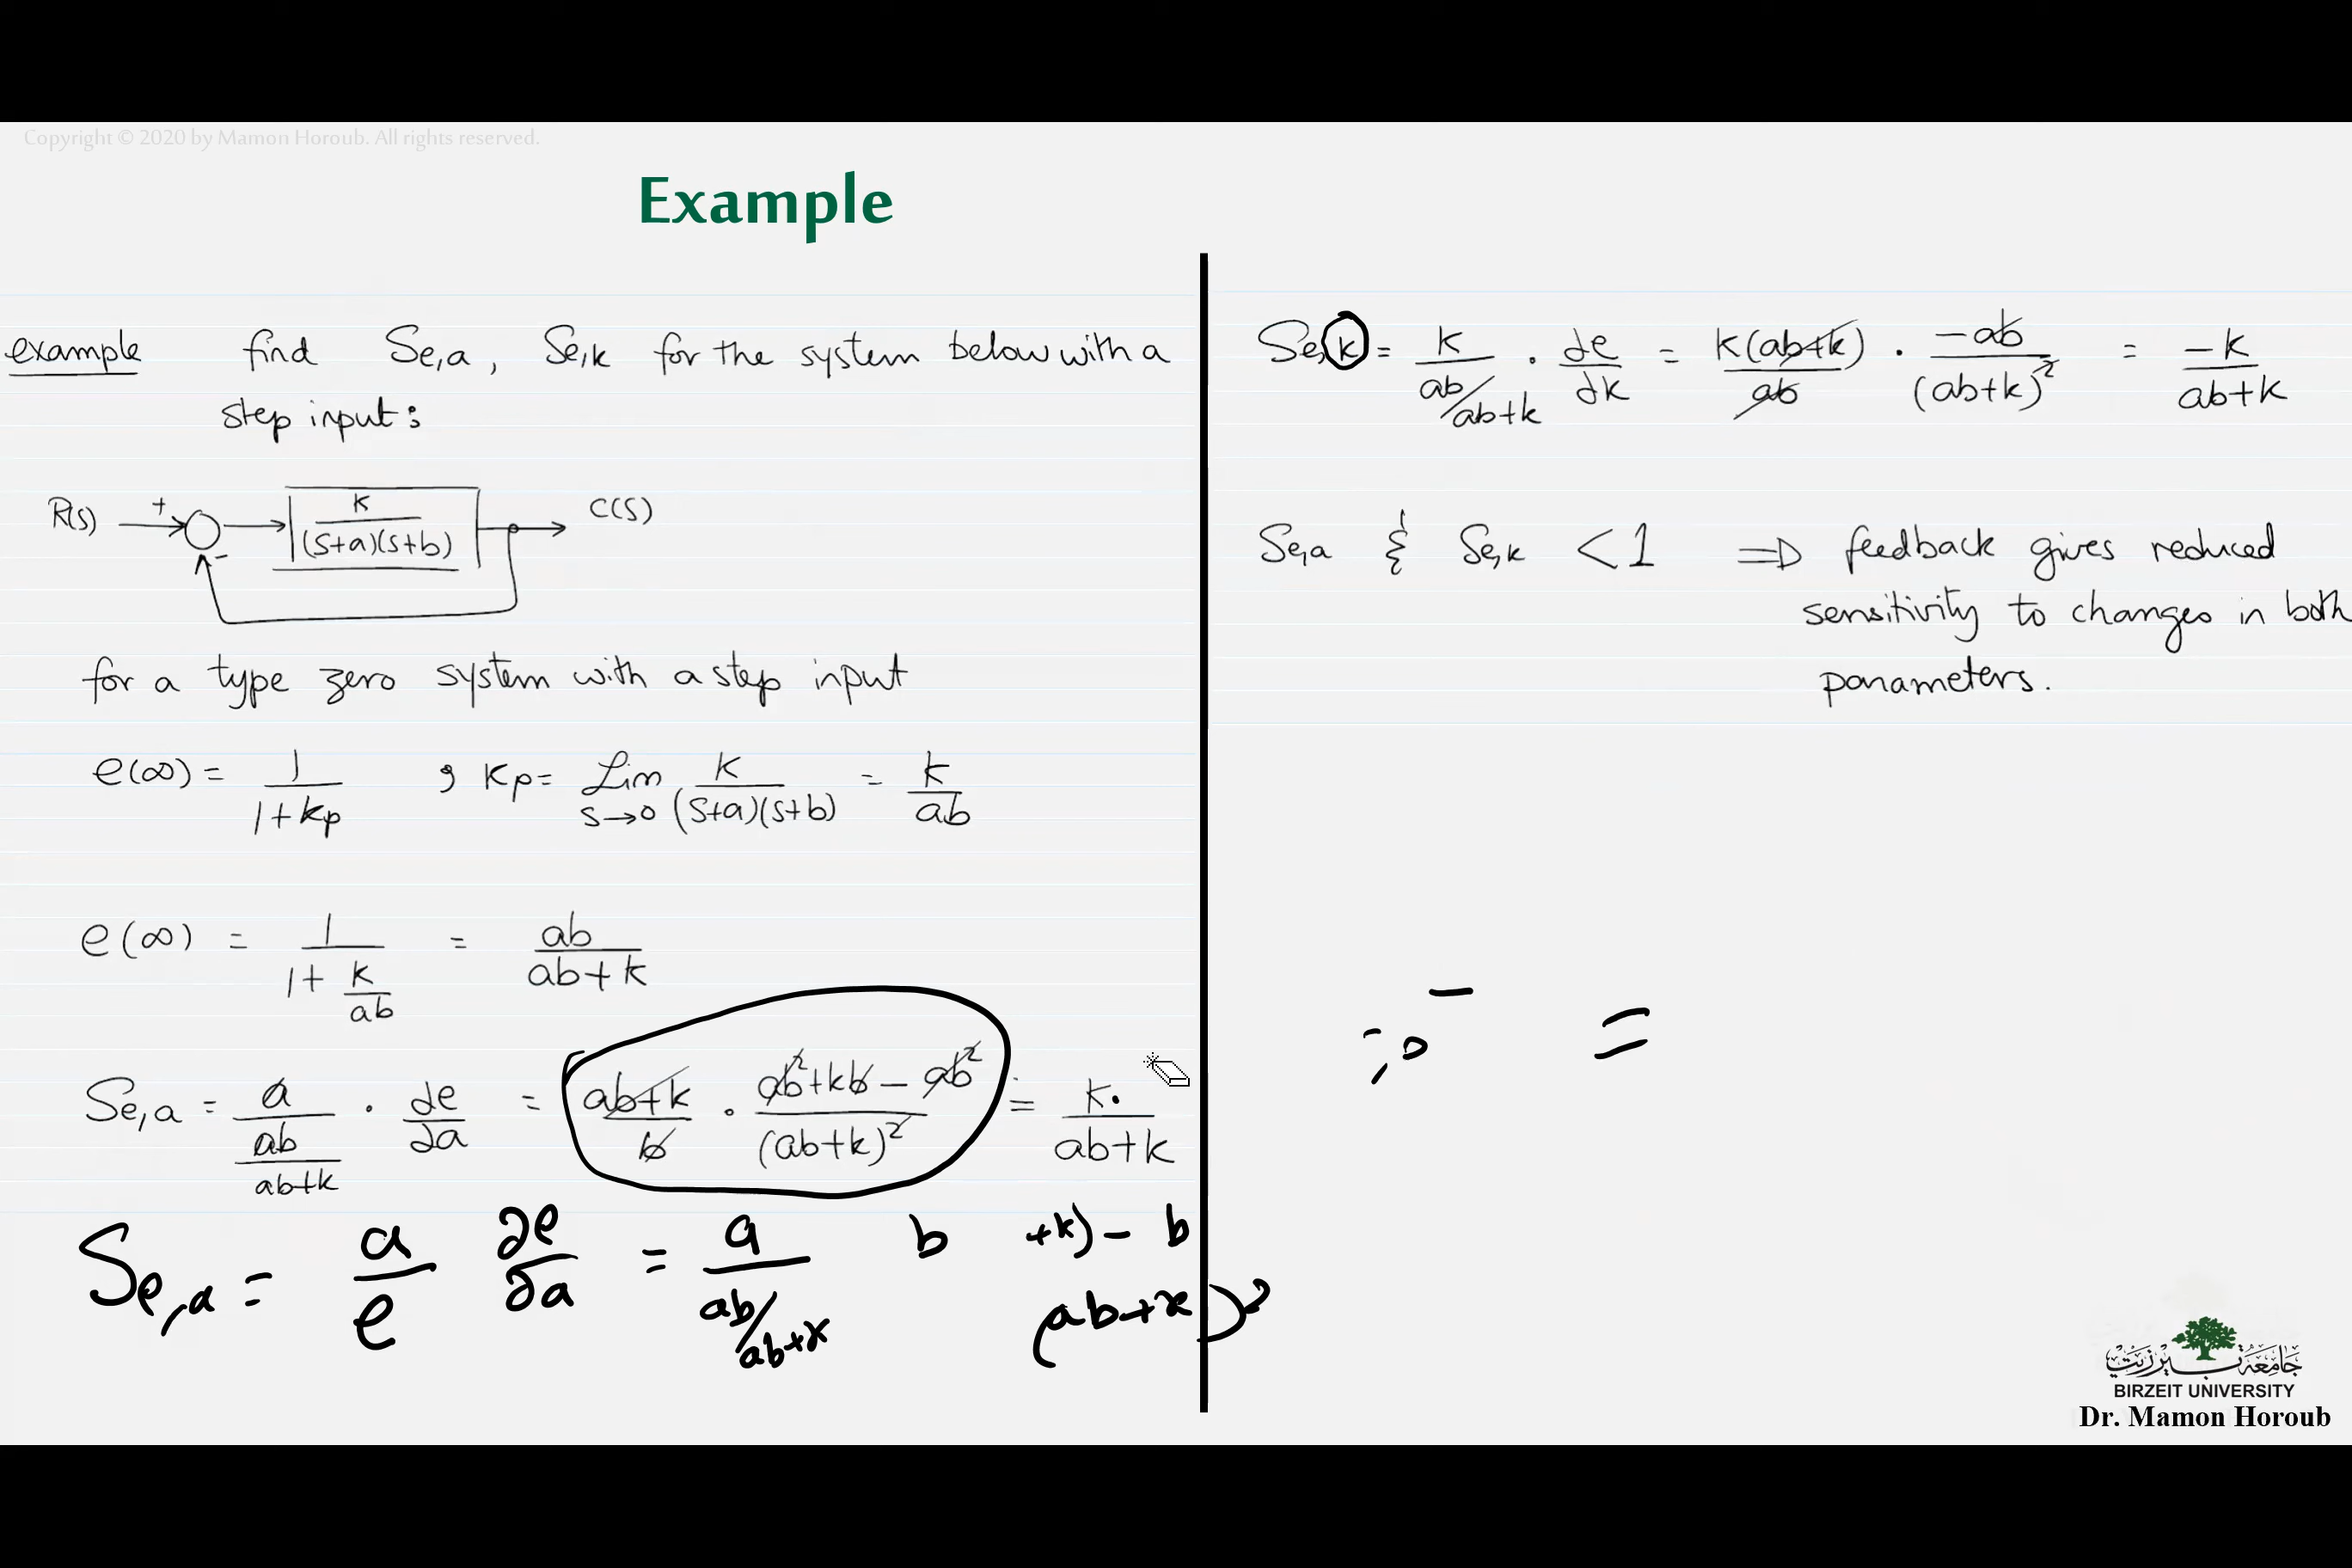 Copyright © 2020 by Mamon Horoub. All rights reserved.
Example
example find Se,a , Se,k for the system below with a
step input:
R(s) + - k/(s+a)(s+b) C(s)
for a type zero system with a step input
e(∞) = 1/(1+kp) , kp = Lim s→0 k/((s+a)(s+b)) = k/ab
e(∞) = 1/(1+k/ab) = ab/(ab+k)
Se,a = a/(ab/(ab+k)) · ∂e/∂a = (ab+k)/b · (ab²+kb-ab²)/(ab+k)² = k/(ab+k)
Se,a = a/e ∂e/∂a = a/(ab/ab+k) b +k) - b (ab+k)²
Se,k = k/(ab/ab+k) · ∂e/∂k = k(ab+k)/ab · -ab/(ab+k)² = -k/(ab+k)
Se,a & Se,k < 1 ⇒ feedback gives reduced
sensitivity to changes in both
parameters.
=
جامعة بيرزيت
BIRZEIT UNIVERSITY
Dr. Mamon Horoub